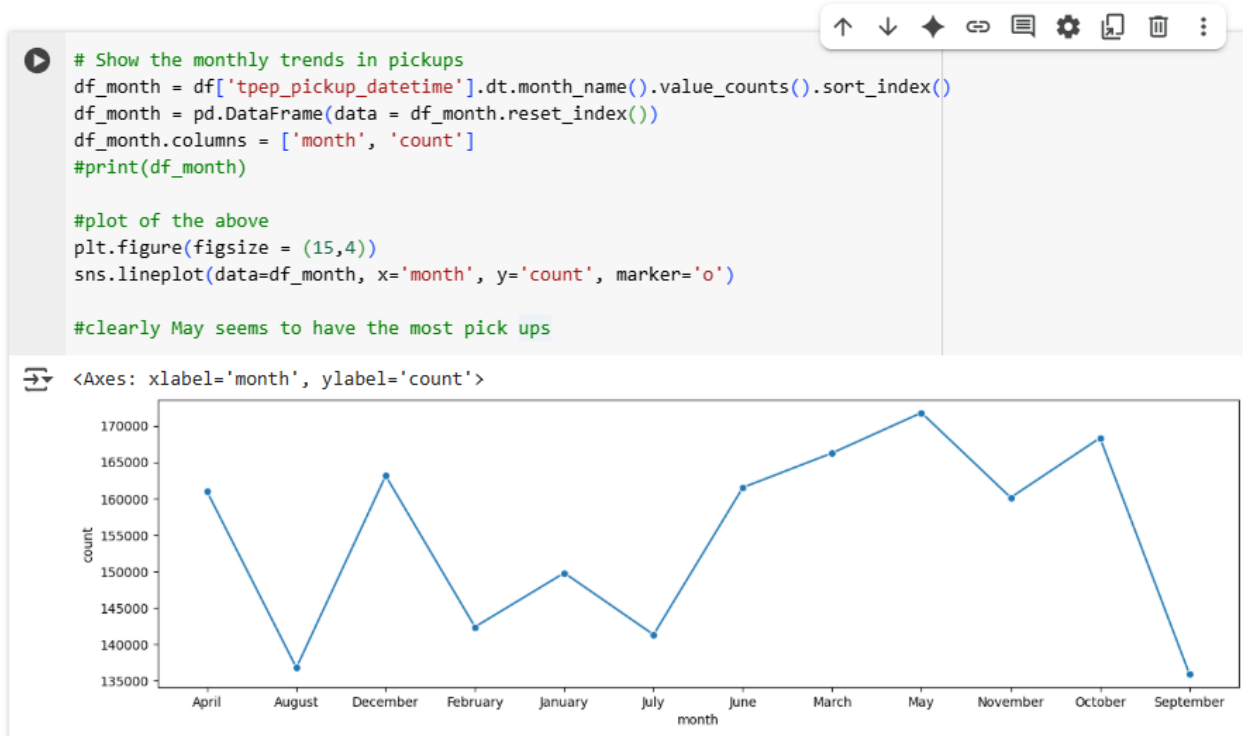 # Show the monthly trends in pickups
df_month = df['tpep_pickup_datetime'].dt.month_name().value_counts().sort_index()
df_month = pd.DataFrame(data = df_month.reset_index())
df_month.columns = ['month', 'count']
#print(df_month)
#plot of the above
plt.figure(figsize = (15,4))
sns.lineplot(data=df_month, x='month', y='count', marker='o')
#clearly May seems to have the most pick ups
<Axes: xlabel='month', ylabel='count'>
170000
165000
160000
155000
150000
145000
140000
135000
count
April August December February January July June March May November October September
month